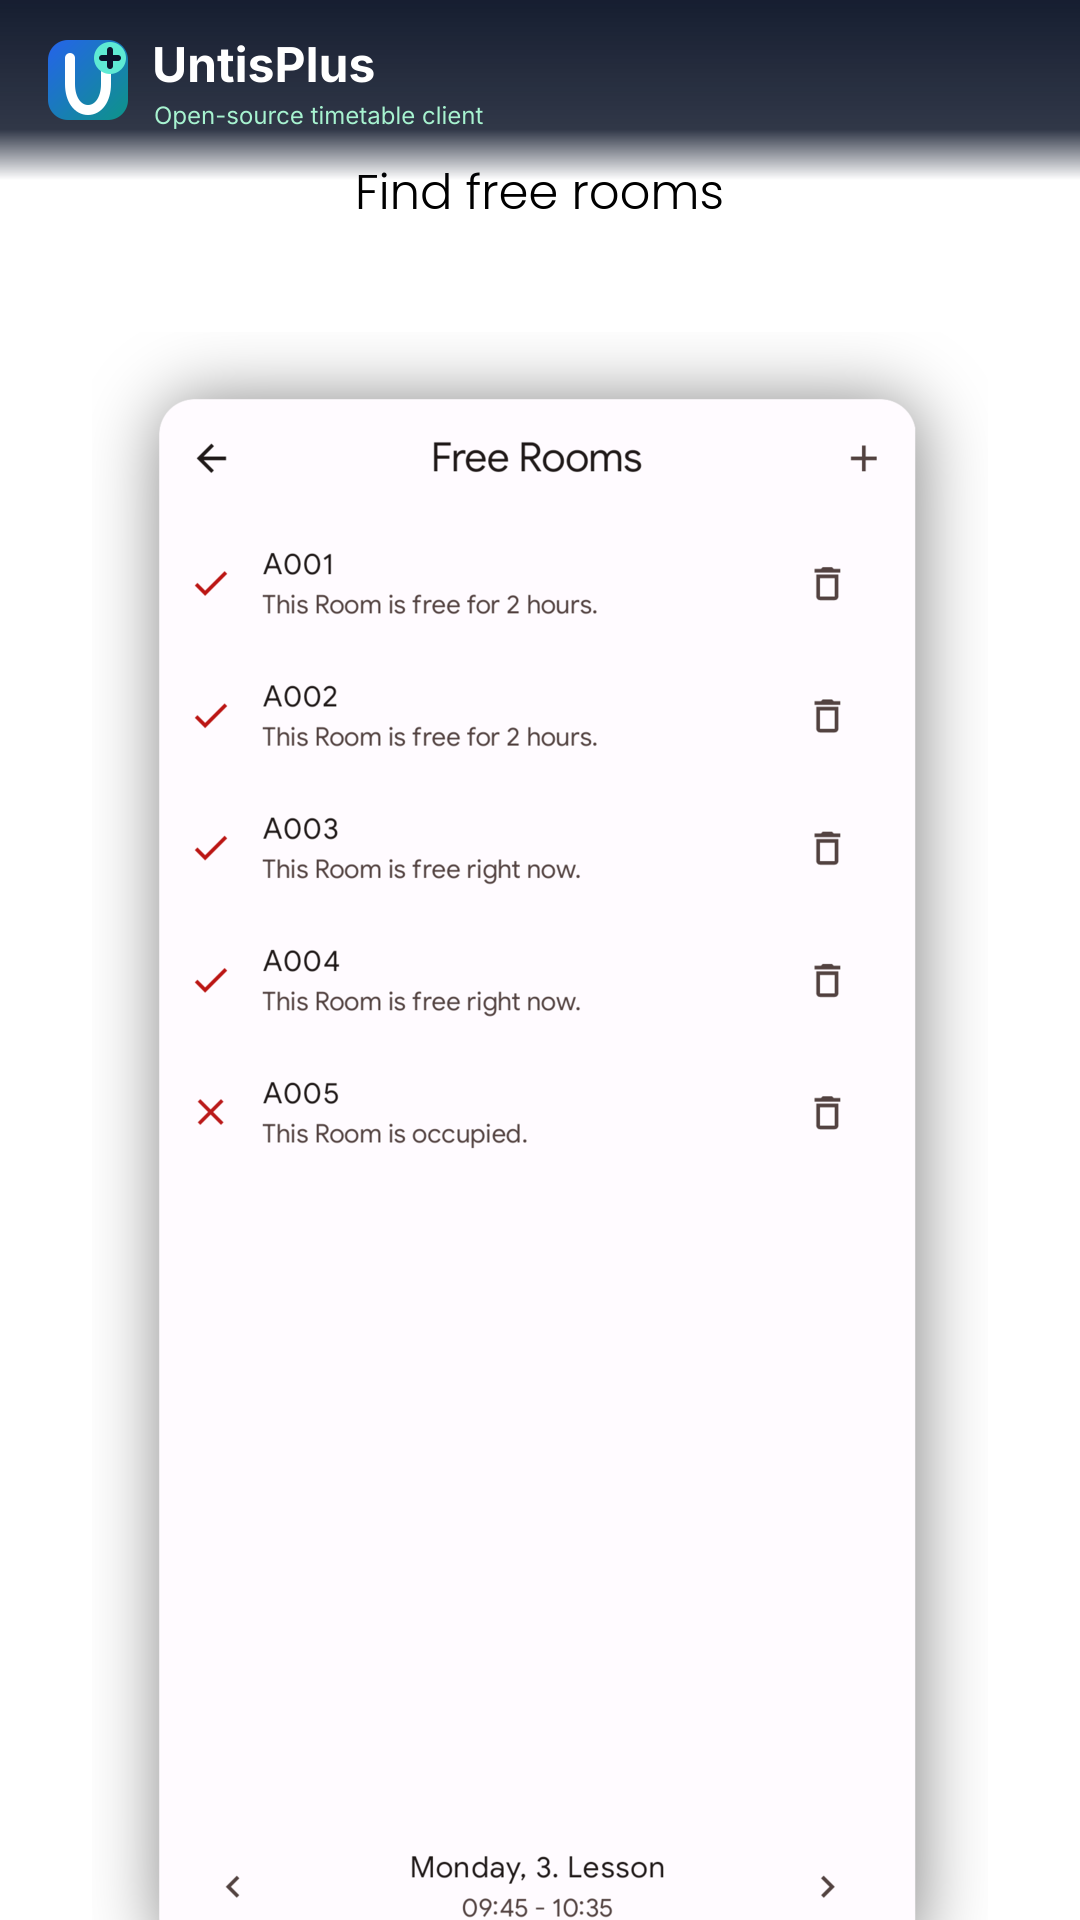 UntisPlus
Open-source timetable client
Find free rooms
Free Rooms
A001
This Room is free for 2 hours.
A002
This Room is free for 2 hours.
A003
This Room is free right now.
A004
This Room is free right now.
A005
This Room is occupied.
Monday, 3. Lesson
09:45 - 10:35